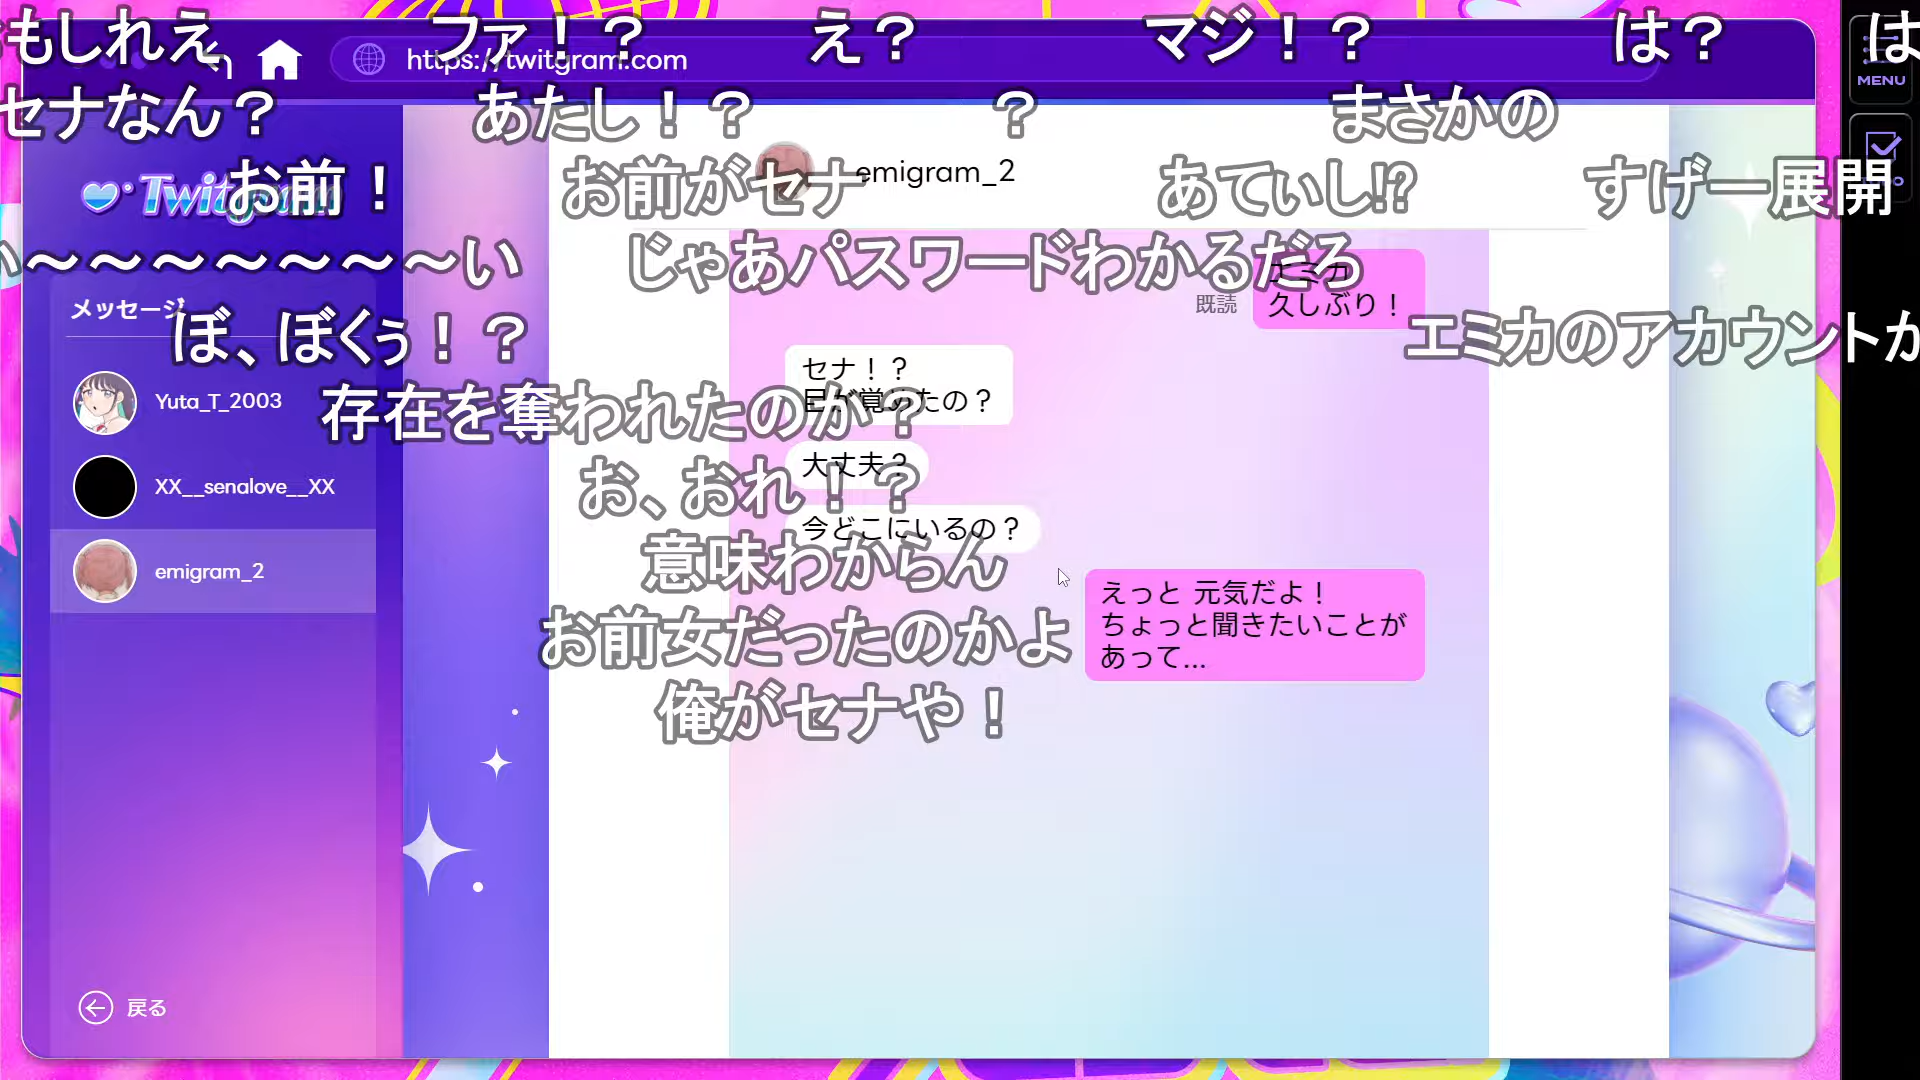 もしれえ
ファ！？
え？
マジ！？
は？
は
https://twitgram.com
MENU
セナなん？
あたし！？
？
まさかの
お前！
お前がセナ
emigram_2
あてぃし!?
すげー展開
い～～～～～～～い
じゃあパスワードわかるだろ
エミカ
久しぶり！
既読
メッセージ
ぼ、ぼくぅ！？
エミカのアカウントか
セナ！？
目が覚めたの？
Yuta_T_2003
存在を奪われたのか？
大丈夫？
XX__senalove__XX
お、おれ！？
今どこにいるの？
意味わからん
emigram_2
えっと 元気だよ！
ちょっと聞きたいことが
あって...
お前女だったのかよ
俺がセナや！
戻る